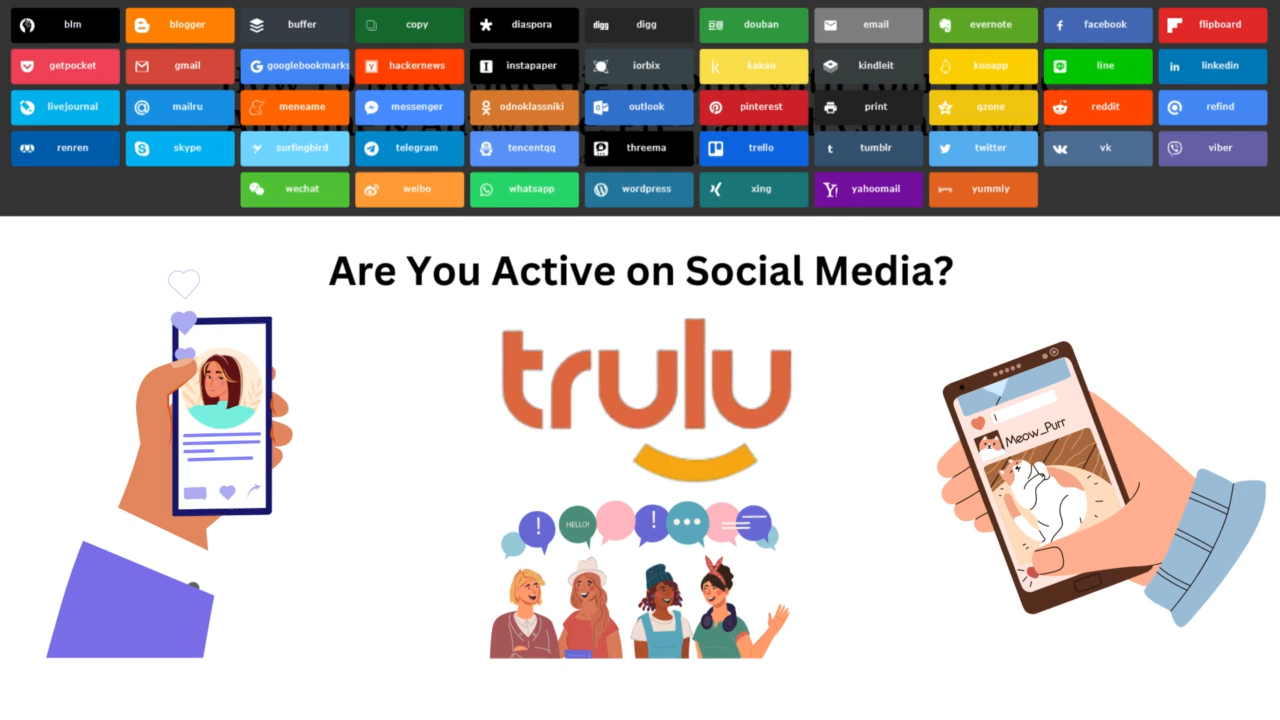 blm blogger buffer copy diaspora digg douban email evernote facebook flipboard
getpocket gmail googlebookmarks hackernews instapaper iorbix kakao kindleit kooapp line linkedin
livejournal mailru meneame messenger odnoklassniki outlook pinterest print qzone reddit refind
renren skype surfingbird telegram tencentqq threema trello tumblr twitter vk viber
wechat weibo whatsapp wordpress xing yahoomail yummly
Are You Active on Social Media?
trulu
Meow_Purr
! HELLO! !